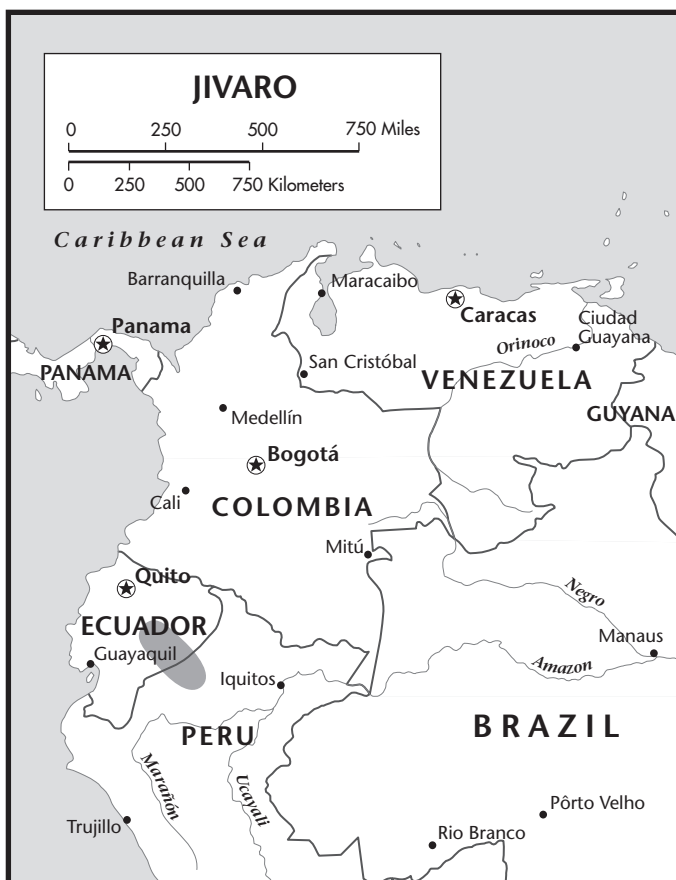 JIVARO
0 250 500 750 Miles
0 250 500 750 Kilometers
Caribbean Sea
Barranquilla
Maracaibo
Caracas
Ciudad
Guayana
Orinoco
Panama
PANAMA
San Cristóbal
VENEZUELA
GUYANA
Medellín
Bogotá
Cali
COLOMBIA
Mitú
Quito
Negro
ECUADOR
Manaus
Guayaquil
Amazon
Iquitos
BRAZIL
PERU
Marañón
Ucayali
Pôrto Velho
Trujillo
Rio Branco